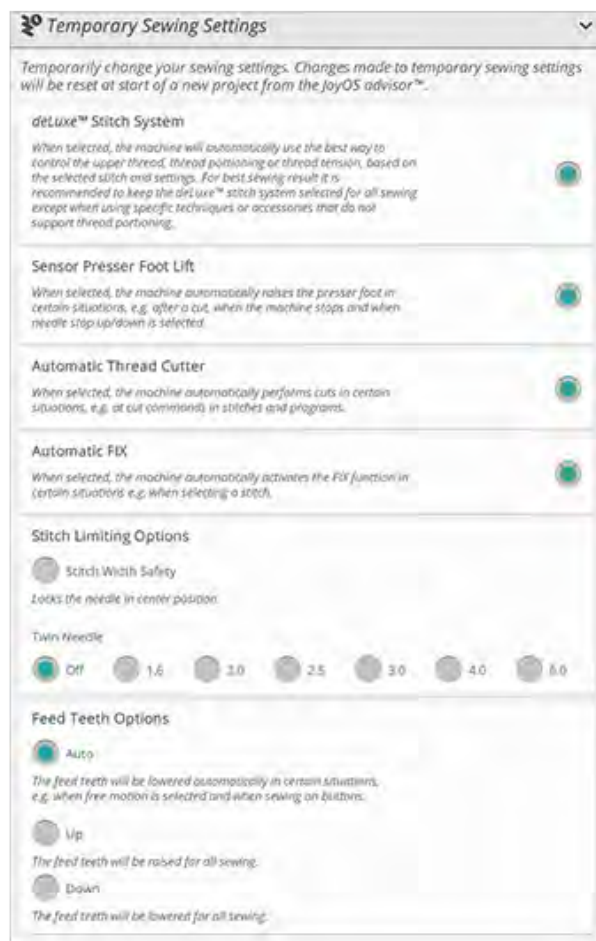 Temporary Sewing Settings
Temporarily change your sewing settings. Changes made to temporary sewing settings
will be reset at start of a new project from the JoyOS advisor™.
deLuxe™ Stitch System
When selected, the machine will automatically use the best way to
control the upper thread, thread portioning or thread tension, based on
the selected stitch and settings. For best sewing result it is
recommended to keep the deLuxe™ stitch system selected for all sewing
except when using specific techniques or accessories that do not
support thread portioning.
Sensor Presser Foot Lift
When selected, the machine automatically raises the presser foot in
certain situations, e.g. after a cut, when the machine stops and when
needle stop up/down is selected.
Automatic Thread Cutter
When selected, the machine automatically performs cuts in certain
situations, e.g. at cut commands in stitches and programs.
Automatic FIX
When selected, the machine automatically activates the FIX function in
certain situations e.g. when selecting a stitch.
Stitch Limiting Options
Stitch Width Safety
Locks the needle in center position.
Twin Needle
Off 1.6 2.0 2.5 3.0 4.0 6.0
Feed Teeth Options
Auto
The feed teeth will be lowered automatically in certain situations,
e.g. when free motion is selected and when sewing on buttons.
Up
The feed teeth will be raised for all sewing.
Down
The feed teeth will be lowered for all sewing.